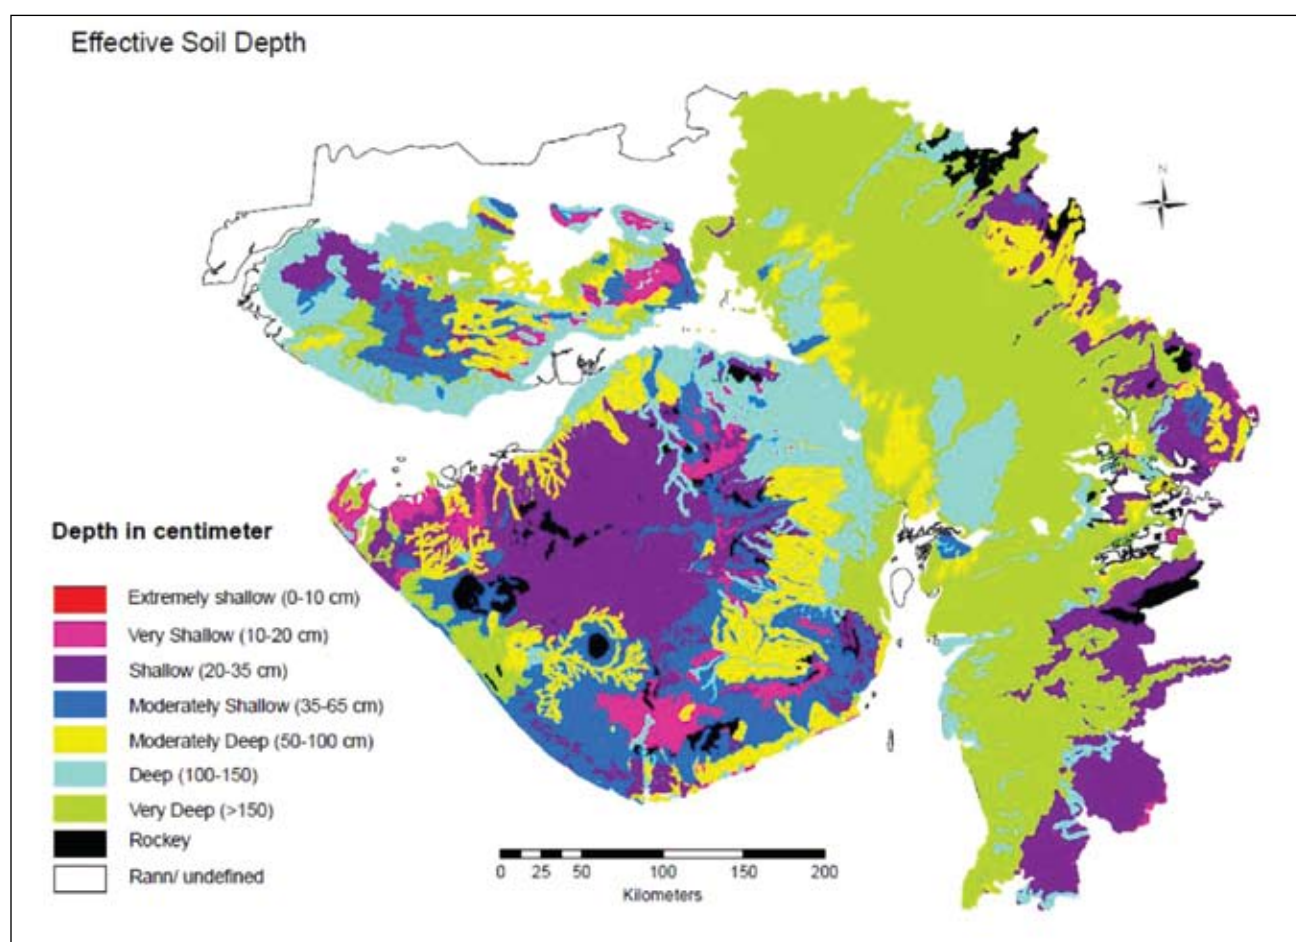 Effective Soil Depth
N
Depth in centimeter
Extremely shallow (0-10 cm)
Very Shallow (10-20 cm)
Shallow (20-35 cm)
Moderately Shallow (35-65 cm)
Moderately Deep (50-100 cm)
Deep (100-150)
Very Deep (>150)
Rockey
Rann/ undefined
0 25 50 100 150 200
Kilometers